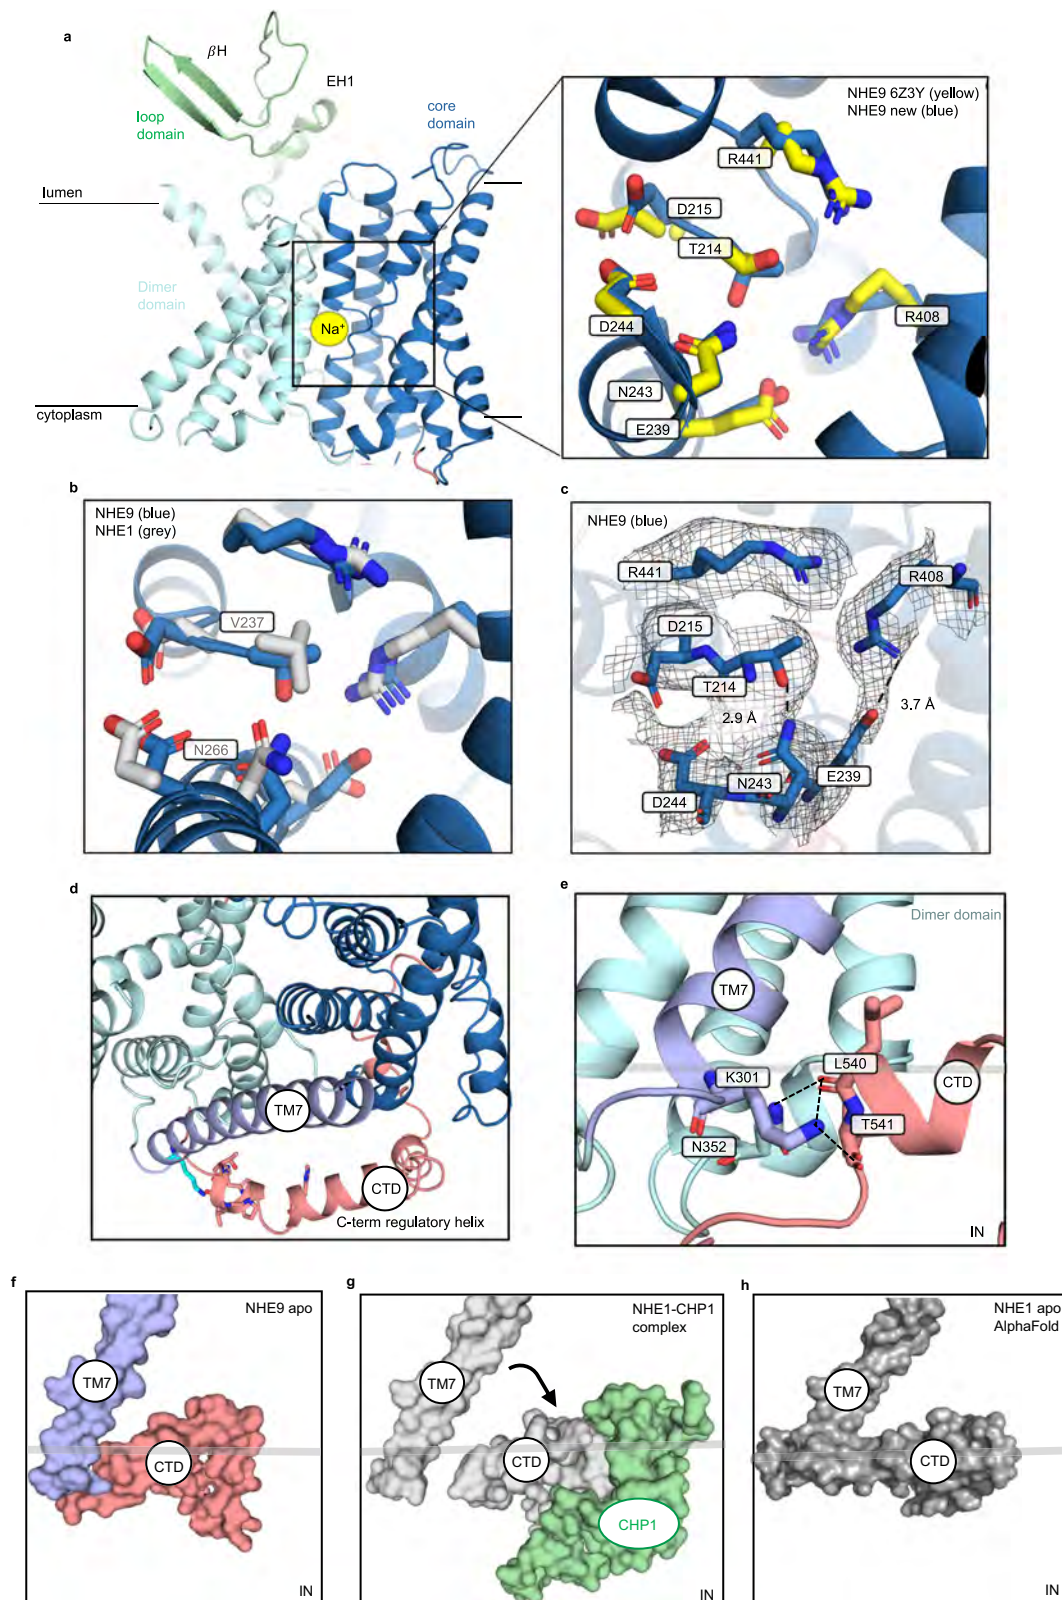 a
βH
EH1
loop
domain
core
domain
lumen
Dimer
domain
Na⁺
cytoplasm
NHE9 6Z3Y (yellow)
NHE9 new (blue)
R441
D215
T214
D244
R408
N243
E239
b
NHE9 (blue)
NHE1 (grey)
V237
N266
c
NHE9 (blue)
R441
R408
D215
T214
2.9 Å
3.7 Å
N243
E239
D244
d
TM7
CTD
C-term regulatory helix
e
Dimer domain
TM7
L540
K301
CTD
T541
N352
IN
f
NHE9 apo
TM7
CTD
IN
g
NHE1-CHP1
complex
TM7
CTD
CHP1
IN
h
NHE1 apo
AlphaFold
TM7
CTD
IN